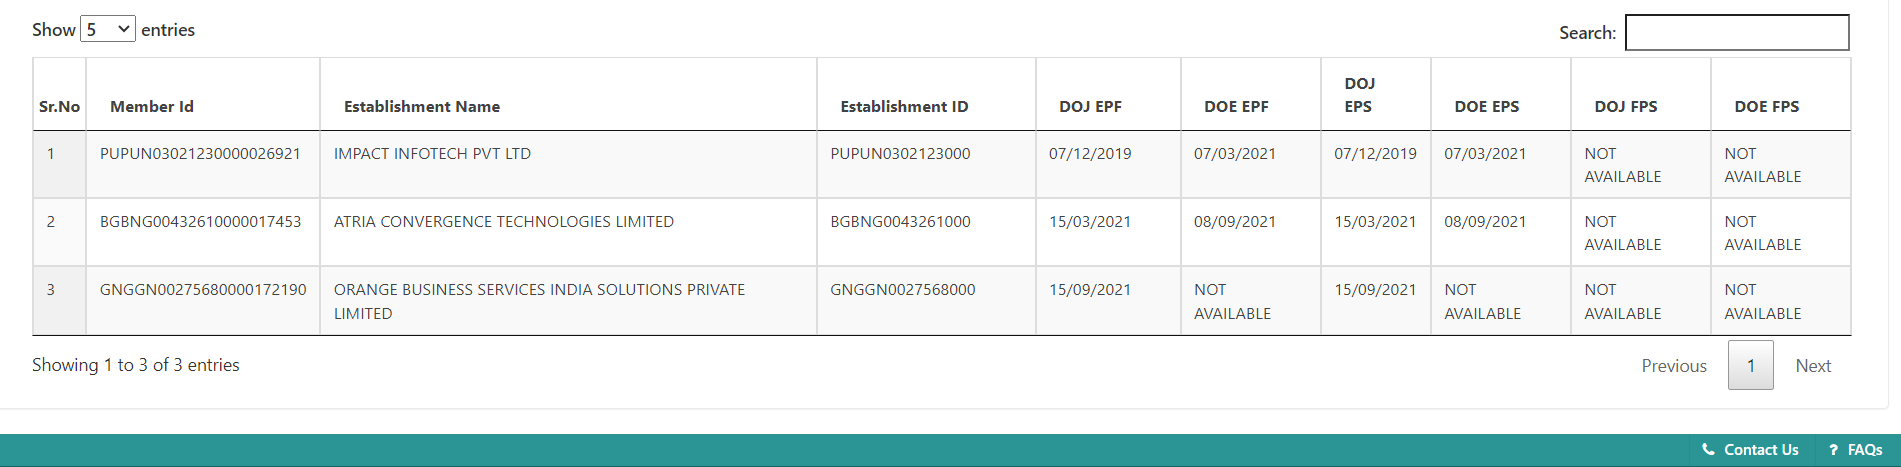 Show 5 entries
Search:
Sr.No Member Id Establishment Name Establishment ID DOJ EPF DOE EPF DOJ EPS DOE EPS DOJ FPS DOE FPS
1 PUPUN03021230000026921 IMPACT INFOTECH PVT LTD PUPUN0302123000 07/12/2019 07/03/2021 07/12/2019 07/03/2021 NOT AVAILABLE NOT AVAILABLE
2 BGBNG00432610000017453 ATRIA CONVERGENCE TECHNOLOGIES LIMITED BGBNG0043261000 15/03/2021 08/09/2021 15/03/2021 08/09/2021 NOT AVAILABLE NOT AVAILABLE
3 GNGGN00275680000172190 ORANGE BUSINESS SERVICES INDIA SOLUTIONS PRIVATE LIMITED GNGGN0027568000 15/09/2021 NOT AVAILABLE 15/09/2021 NOT AVAILABLE NOT AVAILABLE NOT AVAILABLE
Showing 1 to 3 of 3 entries
Previous 1 Next
Contact Us ? FAQs